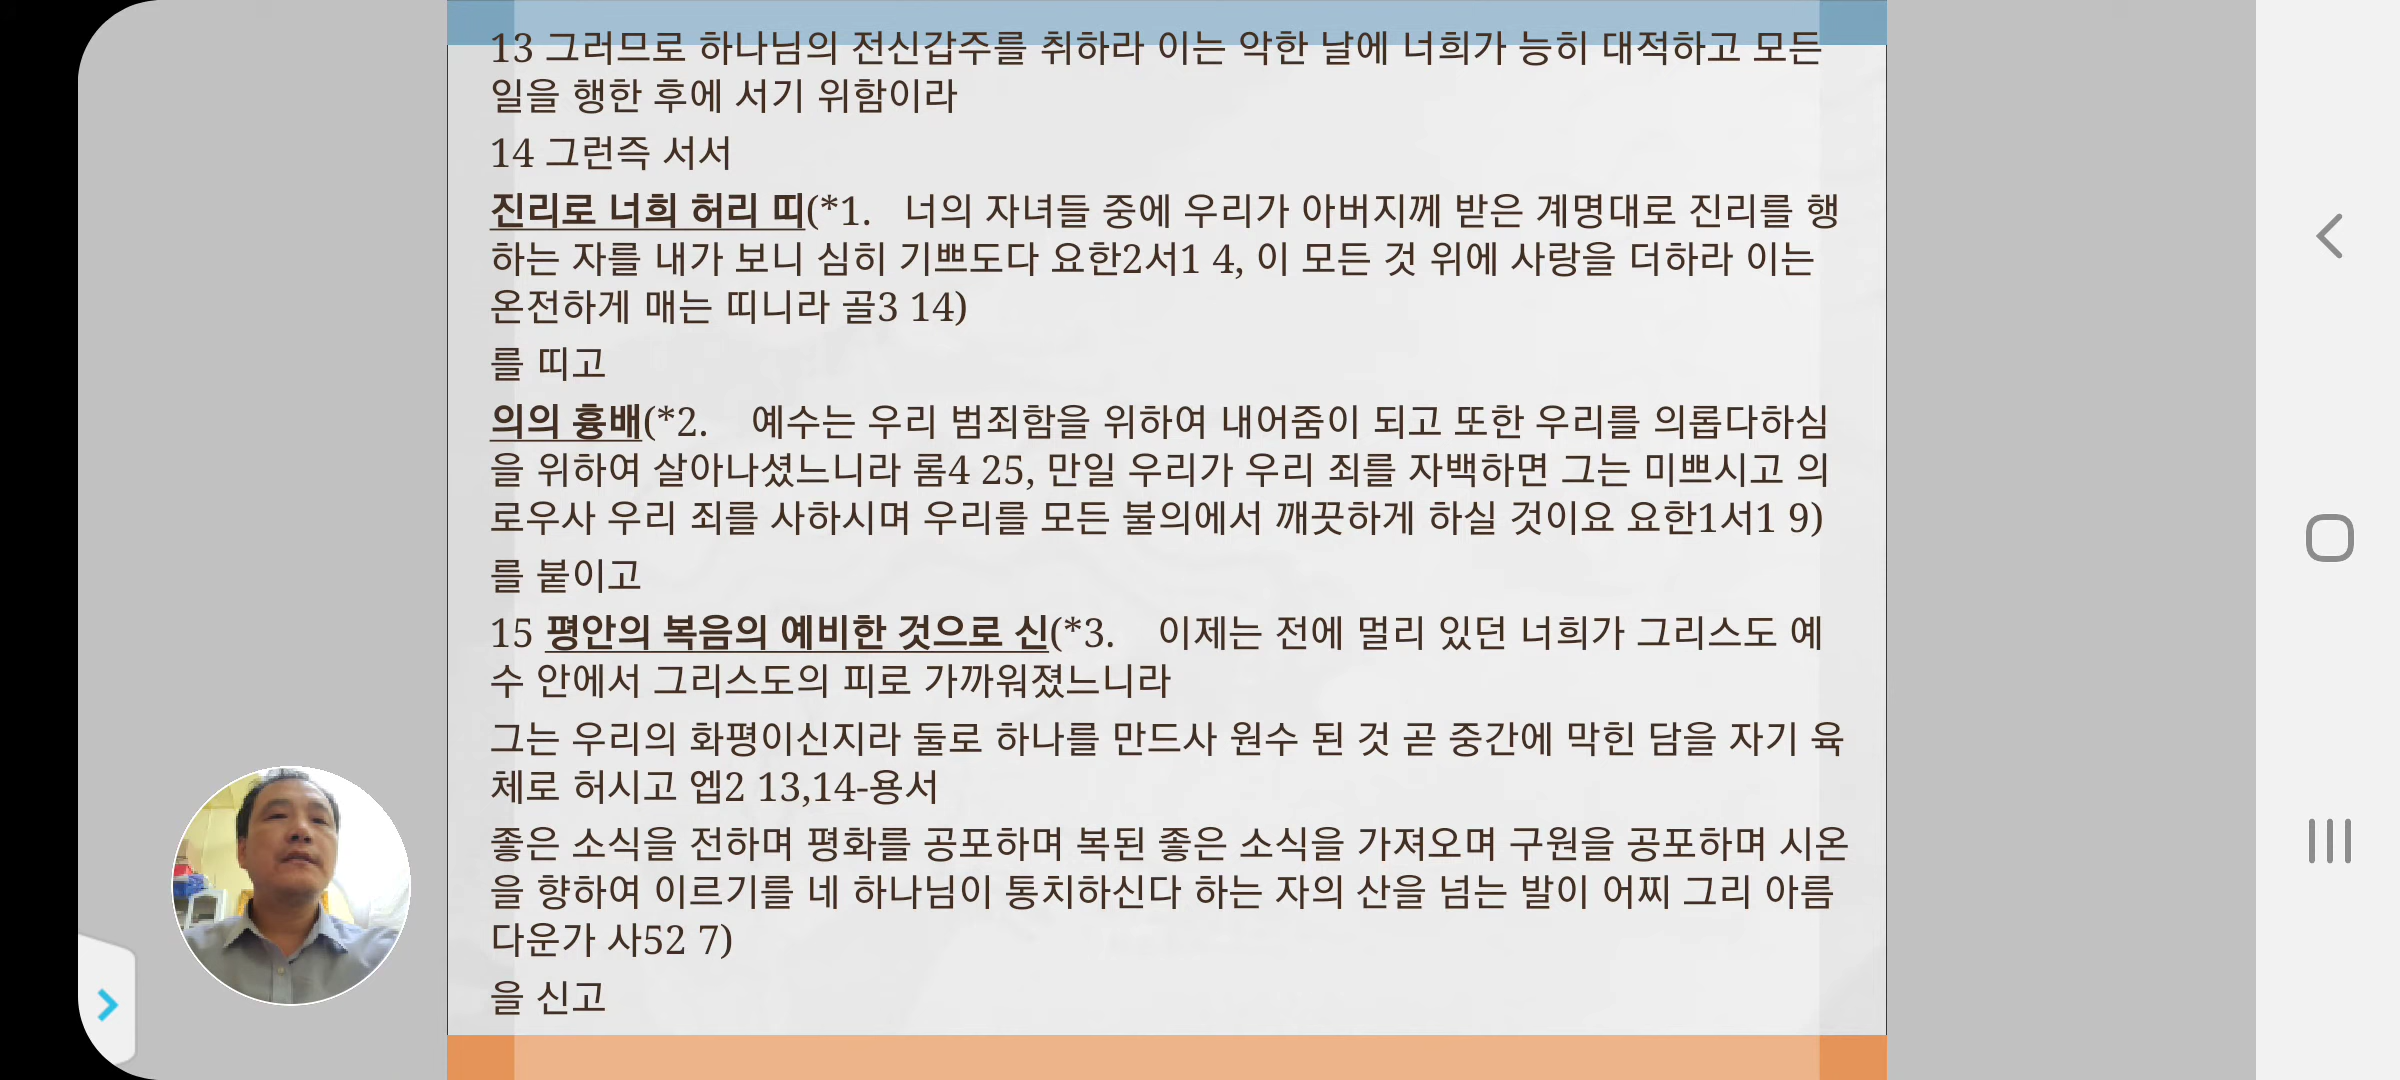 13 그러므로 하나님의 전신갑주를 취하라 이는 악한 날에 너희가 능히 대적하고 모든
일을 행한 후에 서기 위함이라
14 그런즉 서서
진리로 너희 허리 띠(*1. 너의 자녀들 중에 우리가 아버지께 받은 계명대로 진리를 행
하는 자를 내가 보니 심히 기쁘도다 요한2서1 4, 이 모든 것 위에 사랑을 더하라 이는
온전하게 매는 띠니라 골3 14)
를 띠고
의의 흉배(*2. 예수는 우리 범죄함을 위하여 내어줌이 되고 또한 우리를 의롭다하심
을 위하여 살아나셨느니라 롬4 25, 만일 우리가 우리 죄를 자백하면 그는 미쁘시고 의
로우사 우리 죄를 사하시며 우리를 모든 불의에서 깨끗하게 하실 것이요 요한1서1 9)
를 붙이고
15 평안의 복음의 예비한 것으로 신(*3. 이제는 전에 멀리 있던 너희가 그리스도 예
수 안에서 그리스도의 피로 가까워졌느니라
그는 우리의 화평이신지라 둘로 하나를 만드사 원수 된 것 곧 중간에 막힌 담을 자기 육
체로 허시고 엡2 13,14-용서
좋은 소식을 전하며 평화를 공포하며 복된 좋은 소식을 가져오며 구원을 공포하며 시온
을 향하여 이르기를 네 하나님이 통치하신다 하는 자의 산을 넘는 발이 어찌 그리 아름
다운가 사52 7)
을 신고